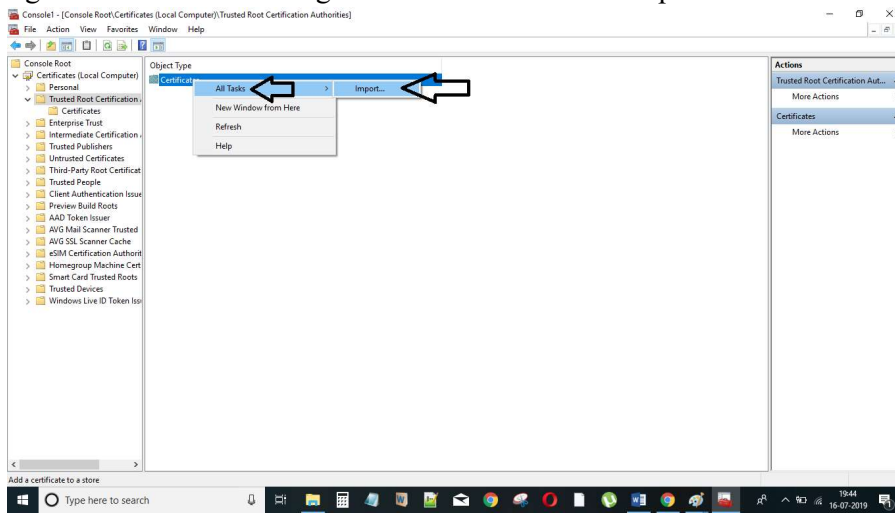 Console1 - [Console Root\Certificates (Local Computer)\Trusted Root Certification Authorities]
File Action View Favorites Window Help
Console Root
Certificates (Local Computer)
Personal
Trusted Root Certification
Certificates
Enterprise Trust
Intermediate Certification
Trusted Publishers
Untrusted Certificates
Third-Party Root Certificat
Trusted People
Client Authentication Issue
Preview Build Roots
AAD Token Issuer
AVG Mail Scanner Trusted
AVG SSL Scanner Cache
eSIM Certification Authorit
Homegroup Machine Cert
Smart Card Trusted Roots
Trusted Devices
Windows Live ID Token Iss
Object Type
Certificates
All Tasks
Import...
New Window from Here
Refresh
Help
Actions
Trusted Root Certification Aut...
More Actions
Certificates
More Actions
Add a certificate to a store
Type here to search
19:44
16-07-2019